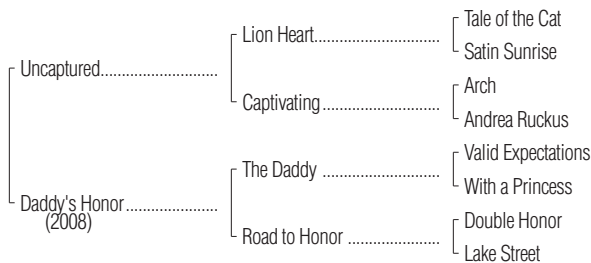 Tale of the Cat
Lion Heart
Satin Sunrise
Uncaptured
Arch
Captivating
Andrea Ruckus
Valid Expectations
The Daddy
With a Princess
Daddy's Honor
(2008)
Double Honor
Road to Honor
Lake Street